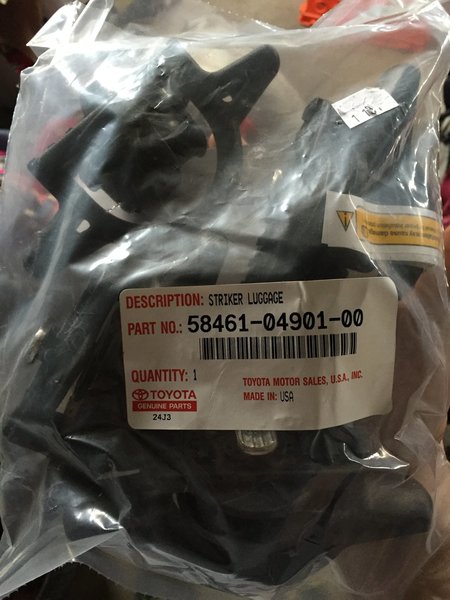 DESCRIPTION: STRIKER LUGGAGE
PART NO.: 58461-04901-00
QUANTITY: 1
TOYOTA MOTOR SALES, U.S.A., INC.
TOYOTA
MADE IN: USA
GENUINE PARTS
24J3